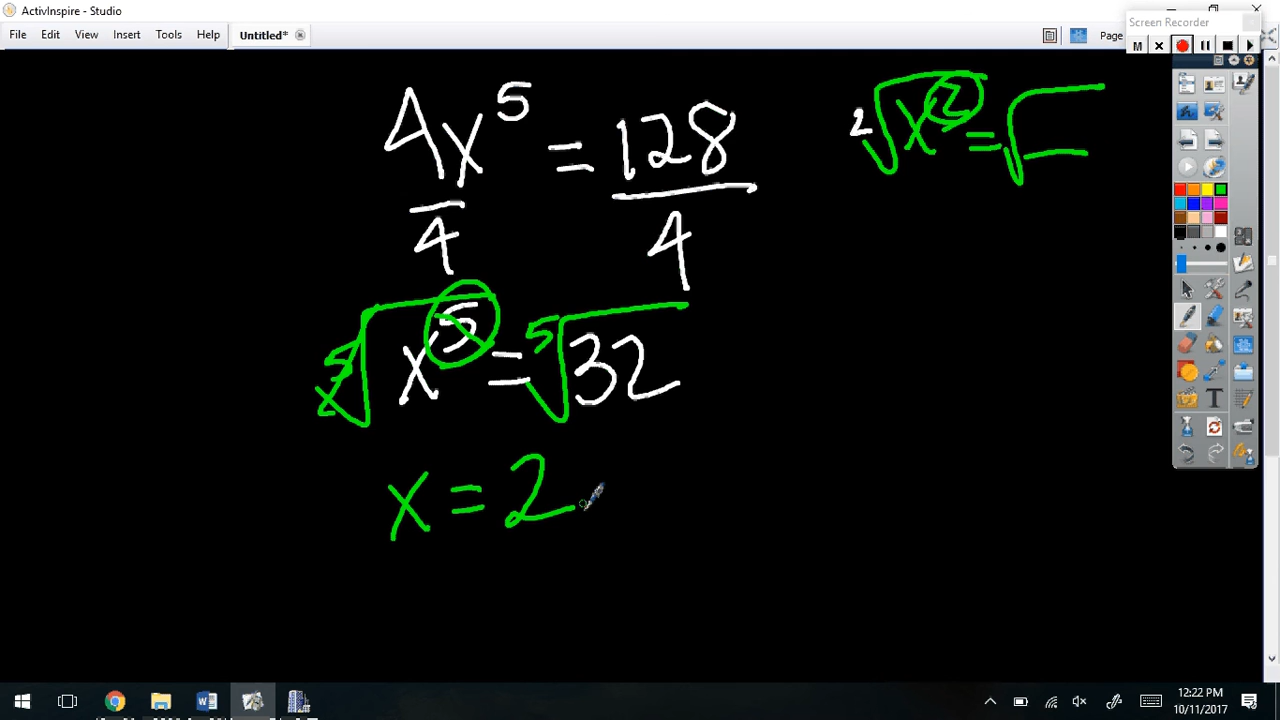 ActivInspire - Studio
Screen Recorder
File Edit View Insert Tools Help Untitled* Page
M
4x⁵ = 128
4 4
²√x² = √
⁵√x⁵ = ⁵√32
x = 2
T
12:22 PM
10/11/2017